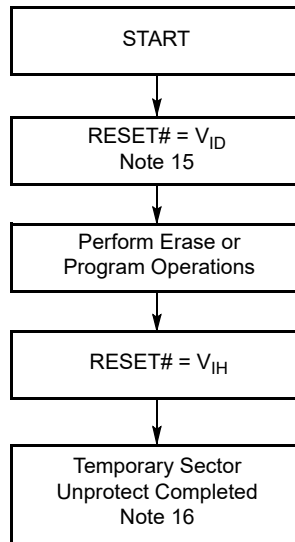 START
RESET# = VID
Note 15
Perform Erase or
Program Operations
RESET# = VIH
Temporary Sector
Unprotect Completed
Note 16